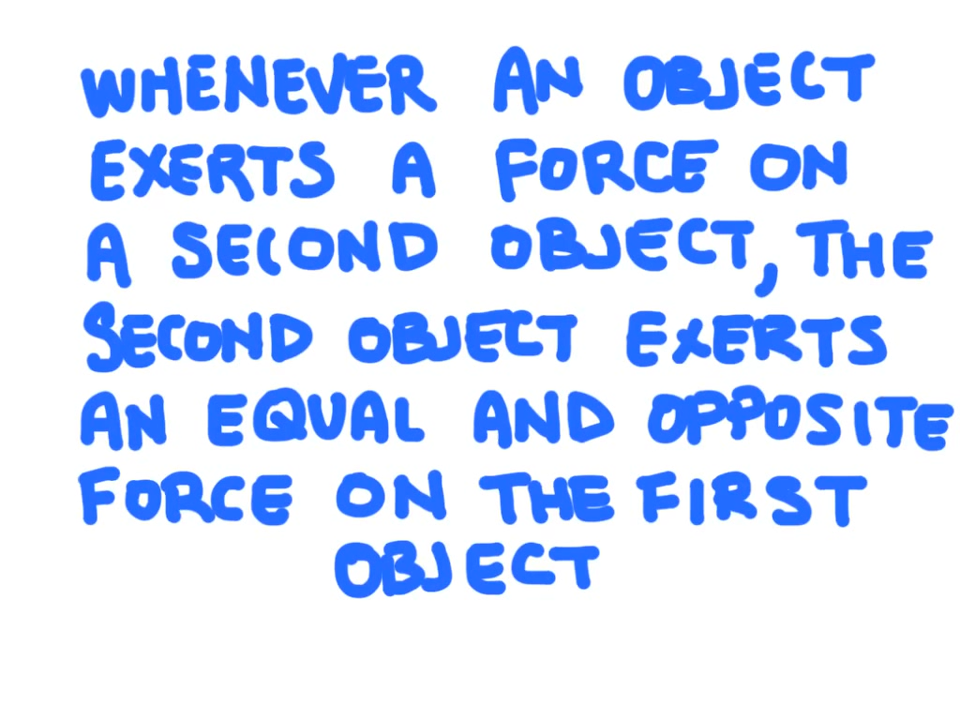 WHENEVER AN OBJECT
EXERTS A FORCE ON
A SECOND OBJECT, THE
SECOND OBJECT EXERTS
AN EQUAL AND OPPOSITE
FORCE ON THE FIRST
OBJECT